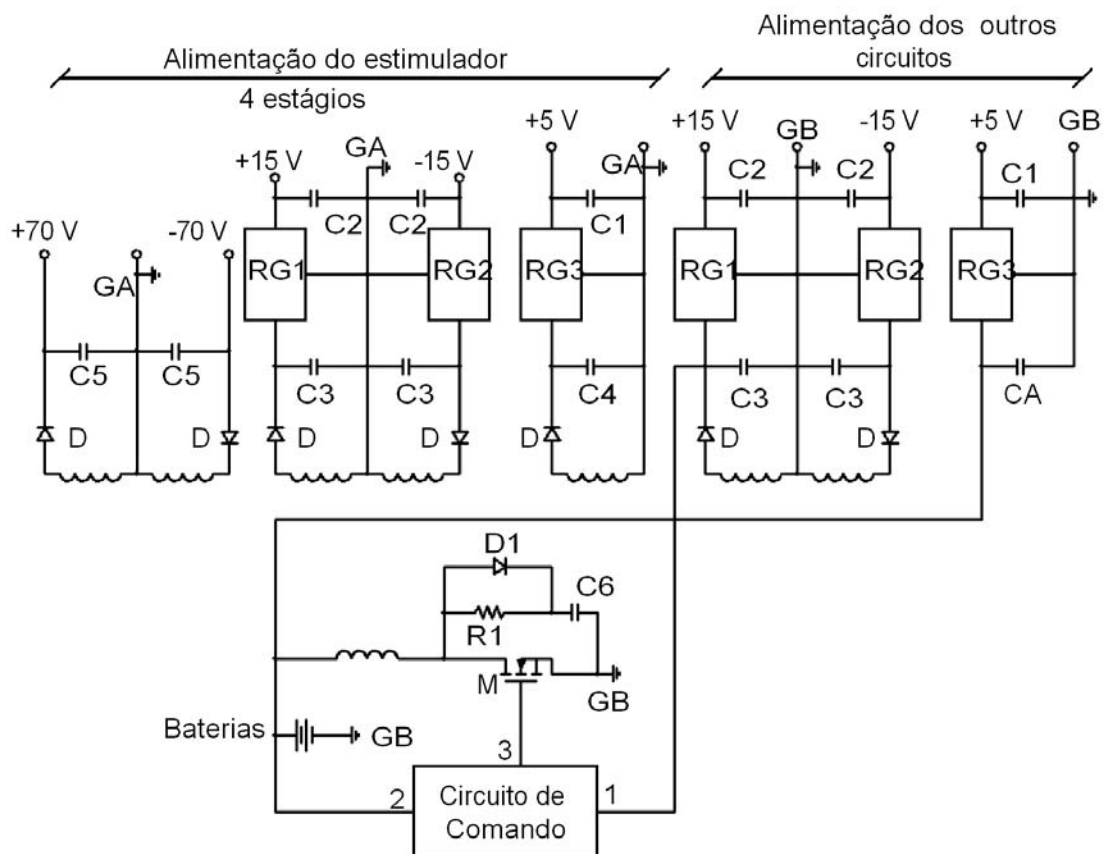 Alimentação do estimulador
4 estágios
Alimentação dos outros
circuitos
+70 V
GA
-70 V
C5
C5
D
D
+15 V
GA
-15 V
C2
C2
RG1
RG2
C3
C3
D
D
+5 V
GA
C1
RG3
C4
D
+15 V
GB
-15 V
C2
C2
RG1
RG2
C3
C3
D
D
+5 V
GB
C1
RG3
CA
D1
R1
C6
M
GB
Baterias
GB
3
2
1
Circuito de
Comando